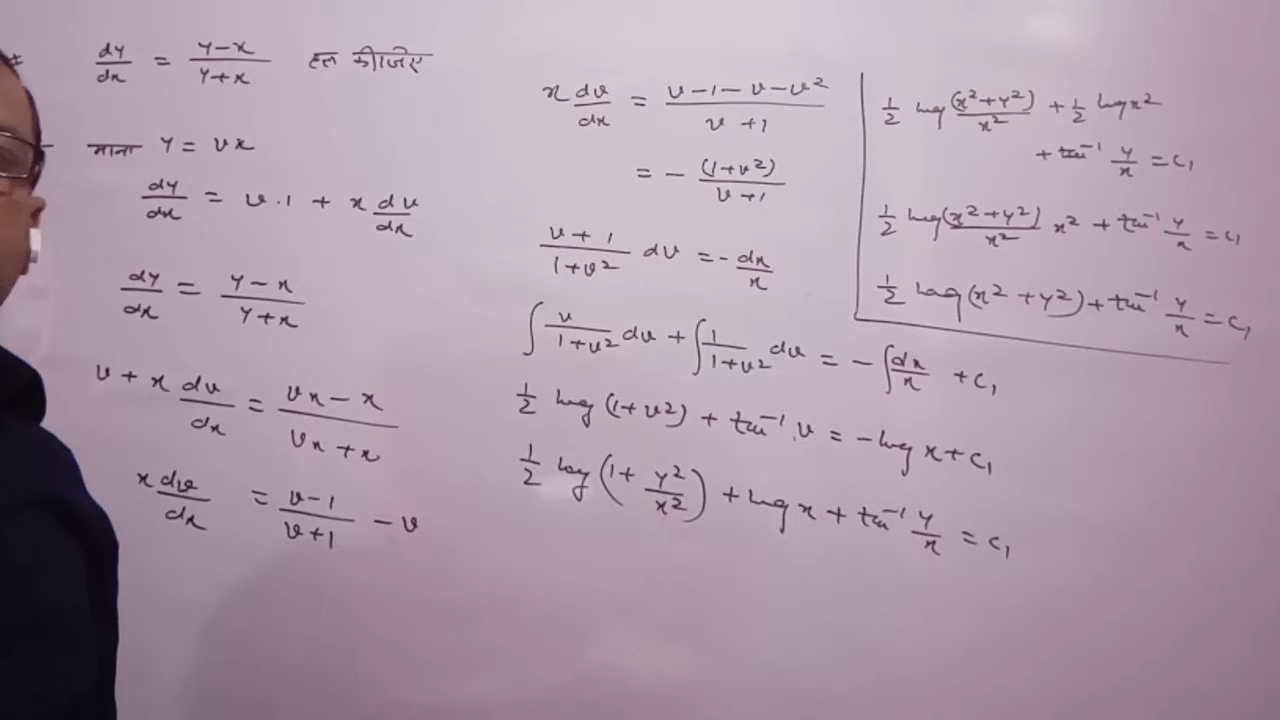 dy/dx = y-x/y+x हल कीजिए
माना y = vx
dy/dx = v.1 + x dv/dx
dy/dx = y-x/y+x
v + x dv/dx = vx-x/vx+x
x dv/dx = v-1/v+1 - v
x dv/dx = v-1-v-v²/v+1
= - (1+v²)/v+1
v+1/1+v² dv = - dx/x
∫ v/1+v² dv + ∫ 1/1+v² dv = - ∫ dx/x + c₁
1/2 log (1+v²) + tan⁻¹ v = -log x + c₁
1/2 log (1 + y²/x²) + log x + tan⁻¹ y/x = c₁
1/2 log (x²+y²)/x² + 1/2 log x²
+ tan⁻¹ y/x = c₁
1/2 log (x²+y²)/x² x² + tan⁻¹ y/x = c₁
1/2 log (x²+y²) + tan⁻¹ y/x = c₁